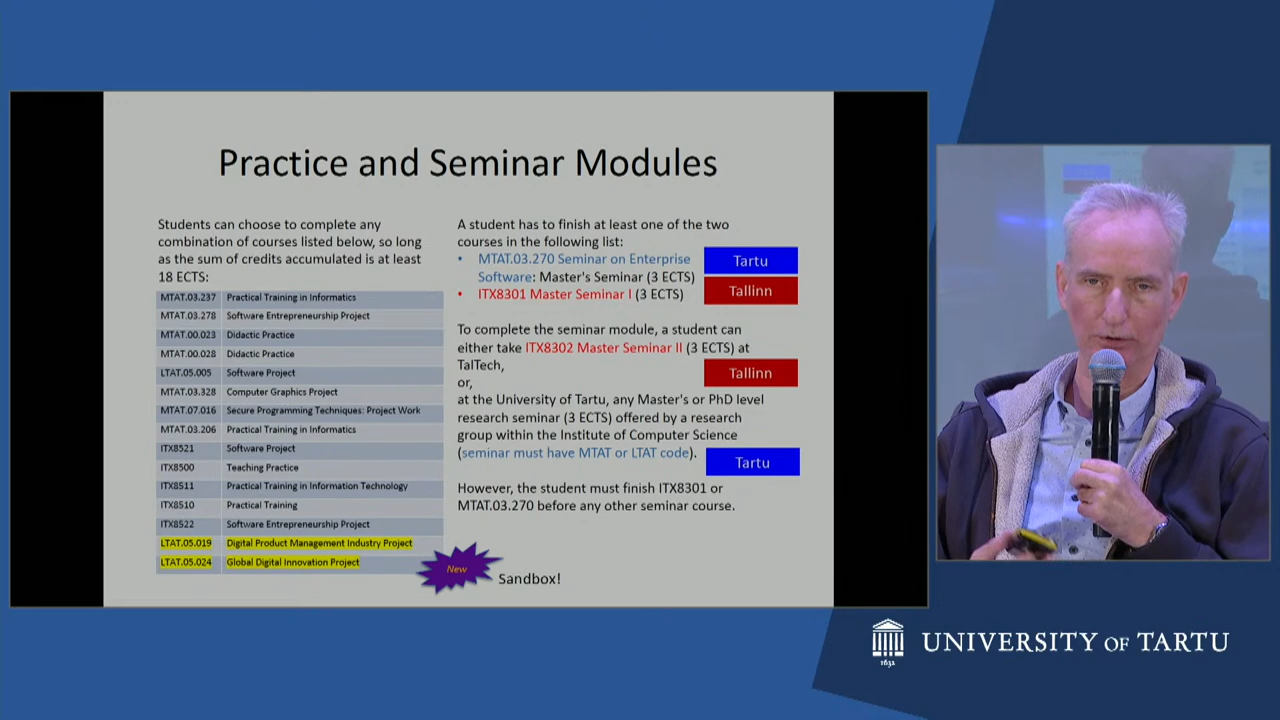 Practice and Seminar Modules
Students can choose to complete any
combination of courses listed below, so long
as the sum of credits accumulated is at least
18 ECTS:
MTAT.03.237 Practical Training in Informatics
MTAT.03.278 Software Entrepreneurship Project
MTAT.00.023 Didactic Practice
MTAT.00.028 Didactic Practice
LTAT.05.005 Software Project
MTAT.03.328 Computer Graphics Project
MTAT.07.016 Secure Programming Techniques: Project Work
MTAT.03.206 Practical Training in Informatics
ITX8521 Software Project
ITX8500 Teaching Practice
ITX8511 Practical Training in Information Technology
ITX8510 Practical Training
ITX8522 Software Entrepreneurship Project
LTAT.05.019 Digital Product Management Industry Project
LTAT.05.024 Global Digital Innovation Project
New
Sandbox!
A student has to finish at least one of the two
courses in the following list:
• MTAT.03.270 Seminar on Enterprise
Software: Master's Seminar (3 ECTS)
Tartu
• ITX8301 Master Seminar I (3 ECTS)
Tallinn
To complete the seminar module, a student can
either take ITX8302 Master Seminar II (3 ECTS) at
TalTech,
Tallinn
or,
at the University of Tartu, any Master's or PhD level
research seminar (3 ECTS) offered by a research
group within the Institute of Computer Science
(seminar must have MTAT or LTAT code).
Tartu
However, the student must finish ITX8301 or
MTAT.03.270 before any other seminar course.
UNIVERSITY OF TARTU
1632